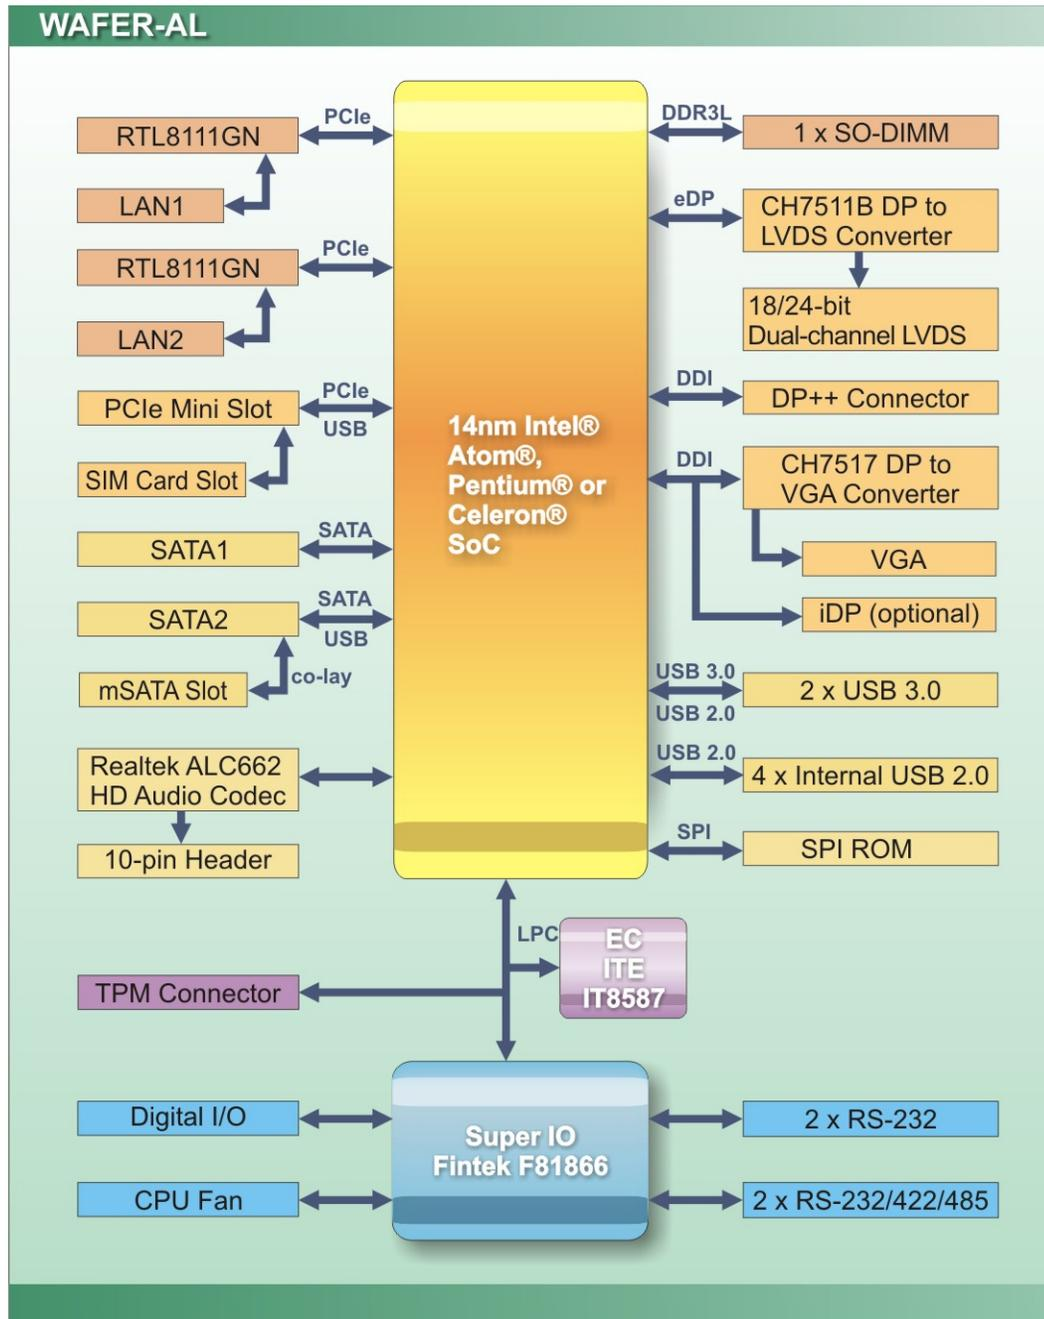 WAFER-AL
RTL8111GN
PCIe
LAN1
RTL8111GN
PCIe
LAN2
PCIe Mini Slot
PCIe
USB
SIM Card Slot
SATA1
SATA
SATA2
SATA
USB
co-lay
mSATA Slot
Realtek ALC662
HD Audio Codec
10-pin Header
14nm Intel®
Atom®,
Pentium® or
Celeron®
SoC
DDR3L
1 x SO-DIMM
eDP
CH7511B DP to
LVDS Converter
18/24-bit
Dual-channel LVDS
DDI
DP++ Connector
DDI
CH7517 DP to
VGA Converter
VGA
iDP (optional)
USB 3.0
USB 2.0
2 x USB 3.0
USB 2.0
4 x Internal USB 2.0
SPI
SPI ROM
LPC
EC
ITE
IT8587
TPM Connector
Digital I/O
CPU Fan
Super IO
Fintek F81866
2 x RS-232
2 x RS-232/422/485